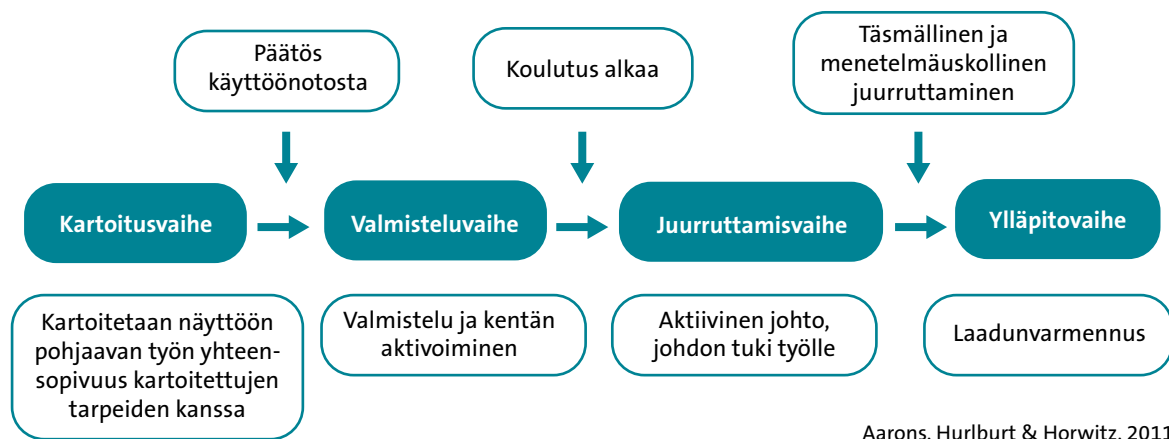 Päätös
käyttöönotosta
Koulutus alkaa
Täsmällinen ja
menetelmäuskollinen
juurruttaminen
Kartoitusvaihe
Valmisteluvaihe
Juurruttamisvaihe
Ylläpitovaihe
Kartoitetaan näyttöön
pohjaavan työn yhteen-
sopivuus kartoitettujen
tarpeiden kanssa
Valmistelu ja kentän
aktivoiminen
Aktiivinen johto,
johdon tuki työlle
Laadunvarmennus
Aarons, Hurlburt & Horwitz, 2011